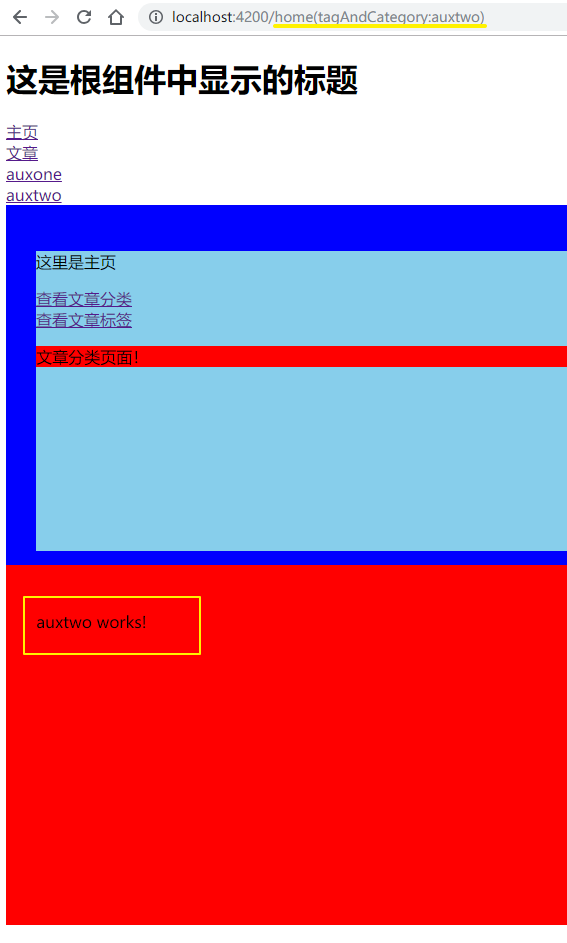 localhost:4200/home(tagAndCategory:auxtwo)
这是根组件中显示的标题
主页
文章
auxone
auxtwo
这里是主页
查看文章分类
查看文章标签
文章分类页面!
auxtwo works!